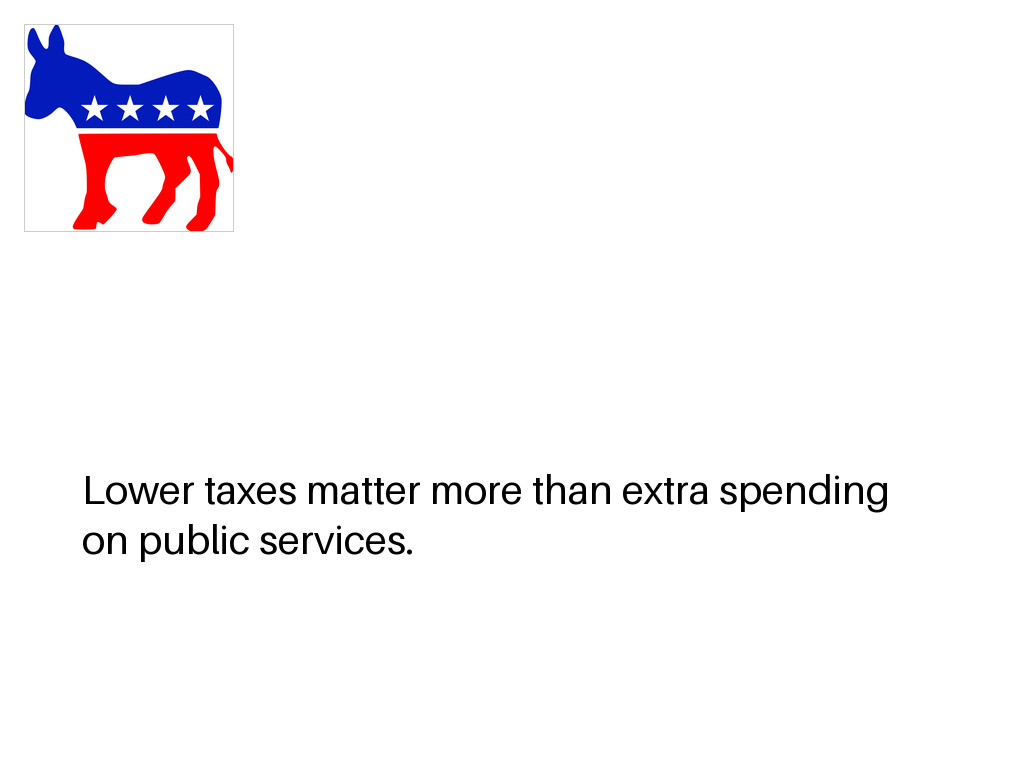 Lower taxes matter more than extra spending
on public services.